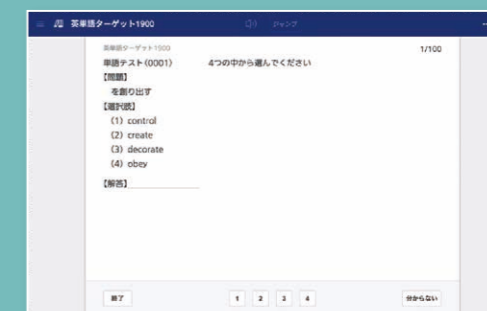 英単語ターゲット1900
ジャンプ
英単語ターゲット1900
1/100
単語テスト(0001) 4つの中から選んでください
【問題】
を創り出す
【選択肢】
(1) control
(2) create
(3) decorate
(4) obey
【解答】
終了
1 2 3 4
分からない